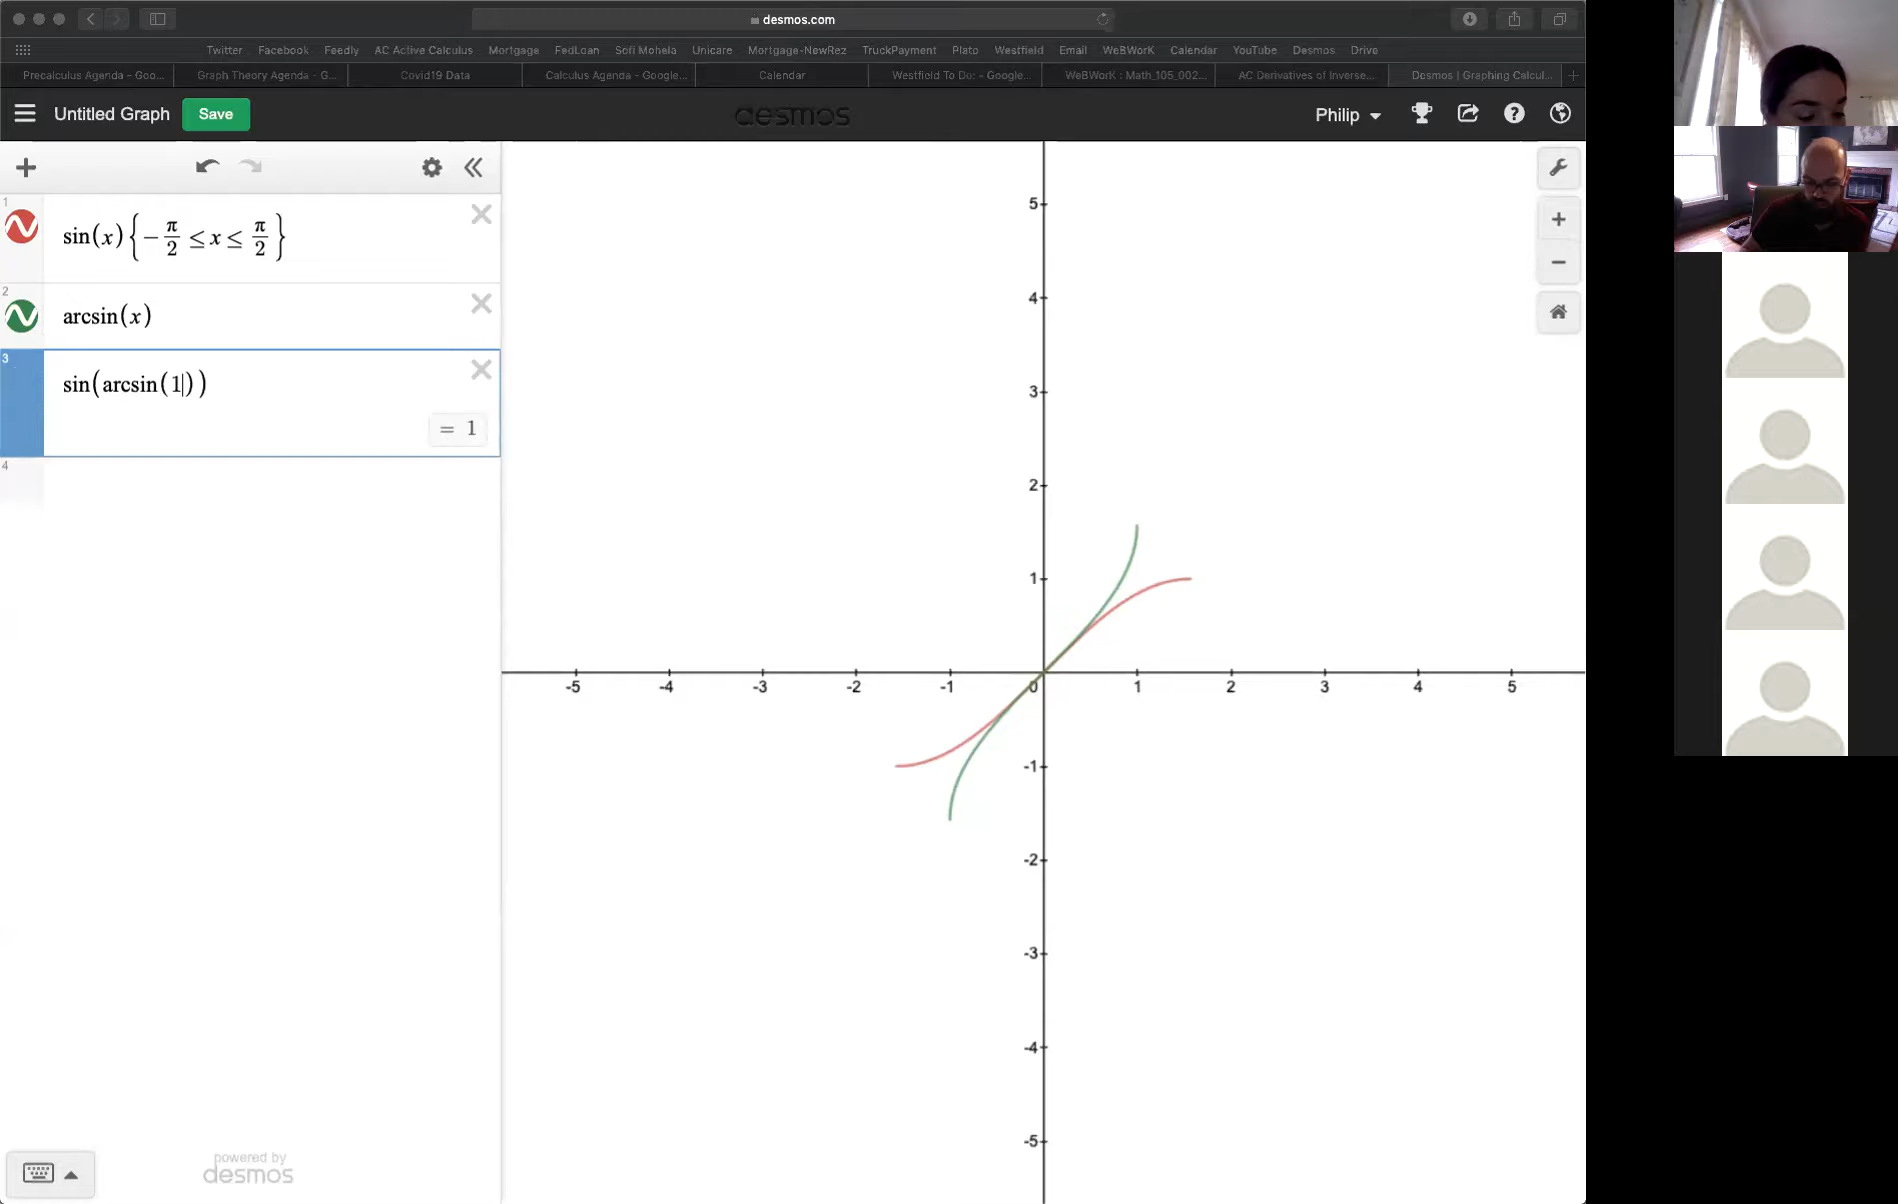 desmos.com
Twitter Facebook Feedly AC Active Calculus Mortgage FedLoan Sofi Mohela Unicare Mortgage-NewRez TruckPayment Plato Westfield Email WeBWorK Calendar YouTube Desmos Drive
Precalculus Agenda - Goo... Graph Theory Agenda - G... Covid19 Data Calculus Agenda - Google... Calendar Westfield To Do: - Google... WeBWorK : Math_105_002... AC Derivatives of Inverse... Desmos | Graphing Calcul...
Untitled Graph Save desmos Philip
1
sin(x){-π/2 ≤ x ≤ π/2}
2
arcsin(x)
3
sin(arcsin(1))
= 1
4
5
4
3
2
1
-5 -4 -3 -2 -1 0 1 2 3 4 5
-1
-2
-3
-4
-5
powered by
desmos